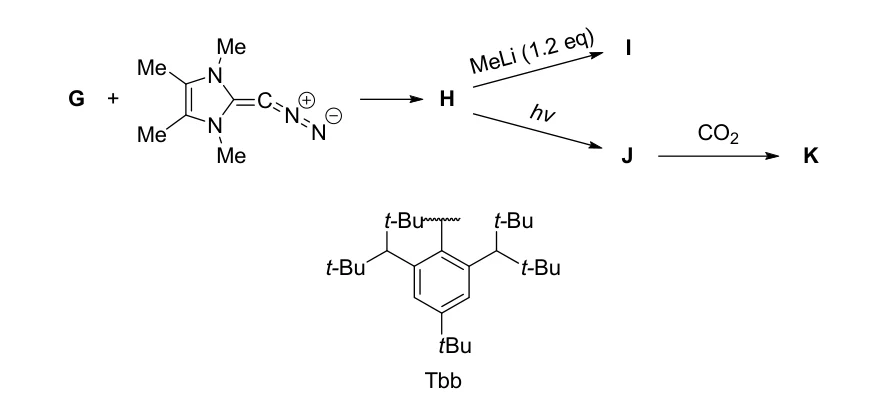 G + Me Me N Me N Me C N ⊕ N ⊖ H
MeLi (1.2 eq) I
hν J CO₂ K
t-Bu t-Bu
t-Bu t-Bu
tBu
Tbb